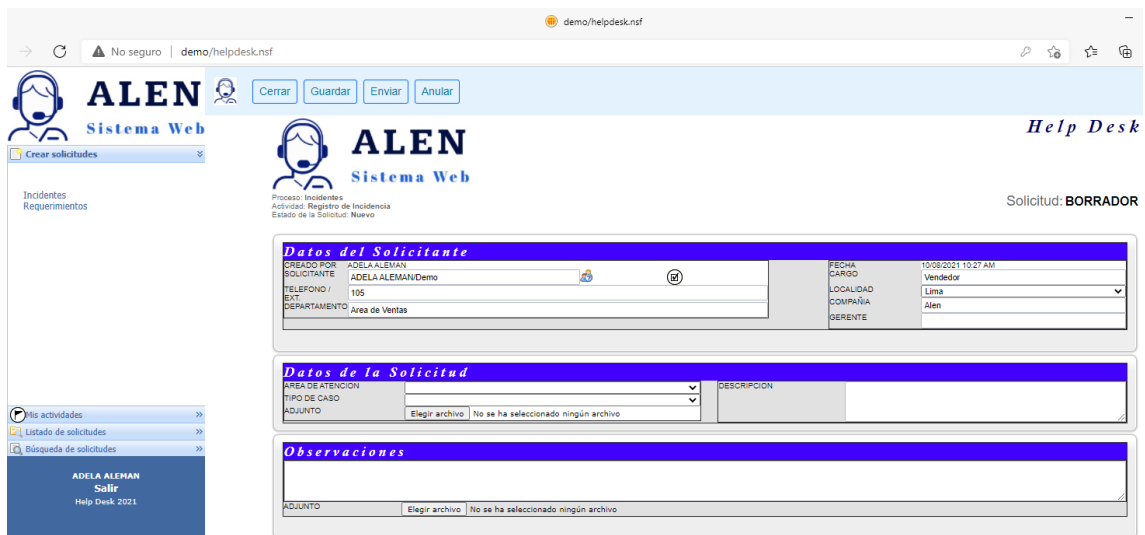 demo/helpdesk.nsf
No seguro | demo/helpdesk.nsf
ALEN
Sistema Web
Crear solicitudes
Incidentes
Requerimientos
Mis actividades
Listado de solicitudes
Búsqueda de solicitudes
ADELA ALEMAN
Salir
Help Desk 2021
Cerrar Guardar Enviar Anular
ALEN
Sistema Web
Help Desk
Proceso: Incidentes
Actividad: Registro de Incidencia
Estado de la Solicitud: Nuevo
Solicitud: BORRADOR
Datos del Solicitante
CREADO POR ADELA ALEMAN
SOLICITANTE ADELA ALEMAN/Demo
TELEFONO / EXT. 105
DEPARTAMENTO Area de Ventas
FECHA 10/08/2021 10:27 AM
CARGO Vendedor
LOCALIDAD Lima
COMPAÑIA Alen
GERENTE
Datos de la Solicitud
AREA DE ATENCION
TIPO DE CASO
ADJUNTO Elegir archivo No se ha seleccionado ningún archivo
DESCRIPCION
Observaciones
ADJUNTO Elegir archivo No se ha seleccionado ningún archivo